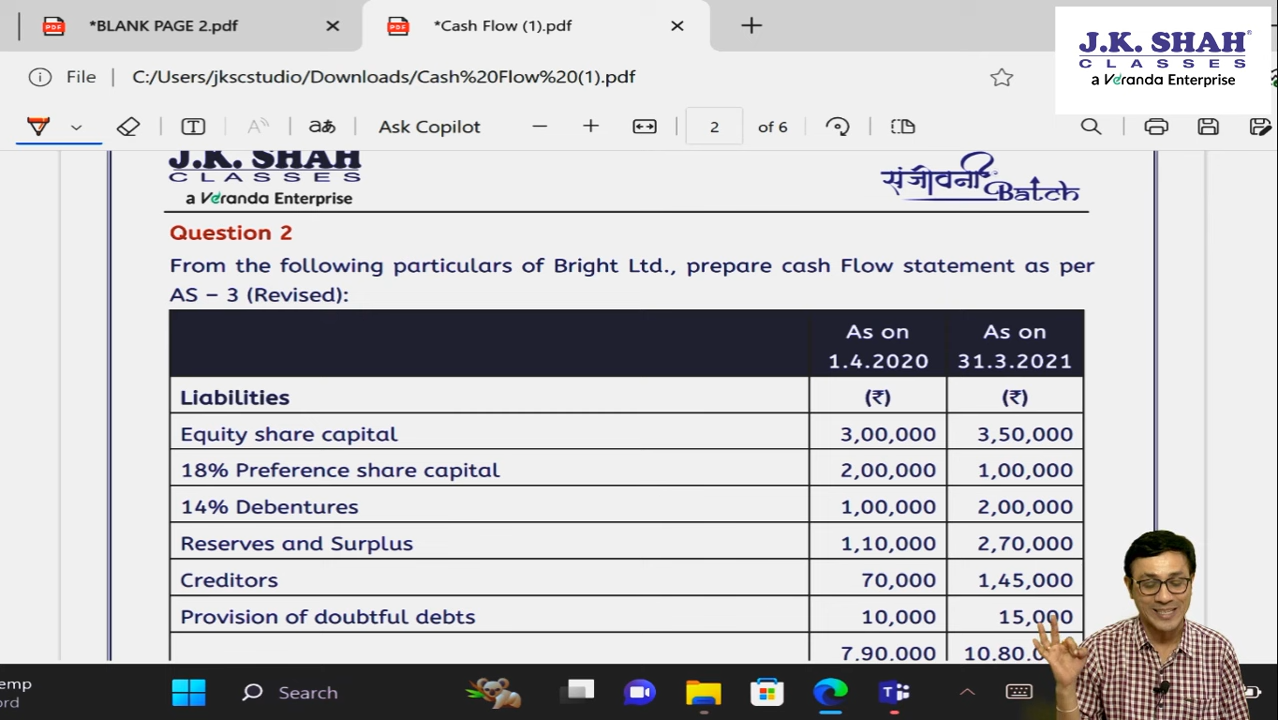 *BLANK PAGE 2.pdf
*Cash Flow (1).pdf
File
C:/Users/jkscstudio/Downloads/Cash%20Flow%20(1).pdf
J.K. SHAH
CLASSES
a Veranda Enterprise
Ask Copilot
2 of 6
J.K. SHAH
CLASSES
a Veranda Enterprise
संजीवनी Batch
Question 2
From the following particulars of Bright Ltd., prepare cash Flow statement as per
AS – 3 (Revised):
As on 1.4.2020 As on 31.3.2021
Liabilities (₹) (₹)
Equity share capital 3,00,000 3,50,000
18% Preference share capital 2,00,000 1,00,000
14% Debentures 1,00,000 2,00,000
Reserves and Surplus 1,10,000 2,70,000
Creditors 70,000 1,45,000
Provision of doubtful debts 10,000 15,000
7,90,000
emp
ord
Search